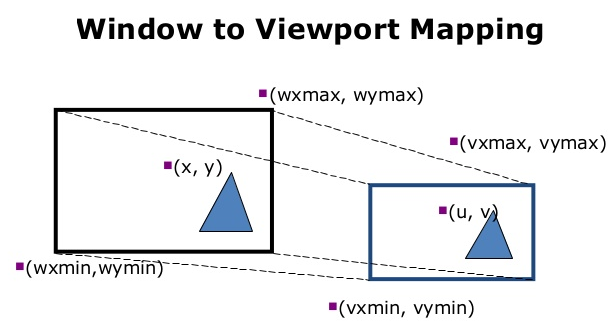 Window to Viewport Mapping
(wxmax, wymax)
(vxmax, vymax)
(x, y)
(u, v)
(wxmin,wymin)
(vxmin, vymin)